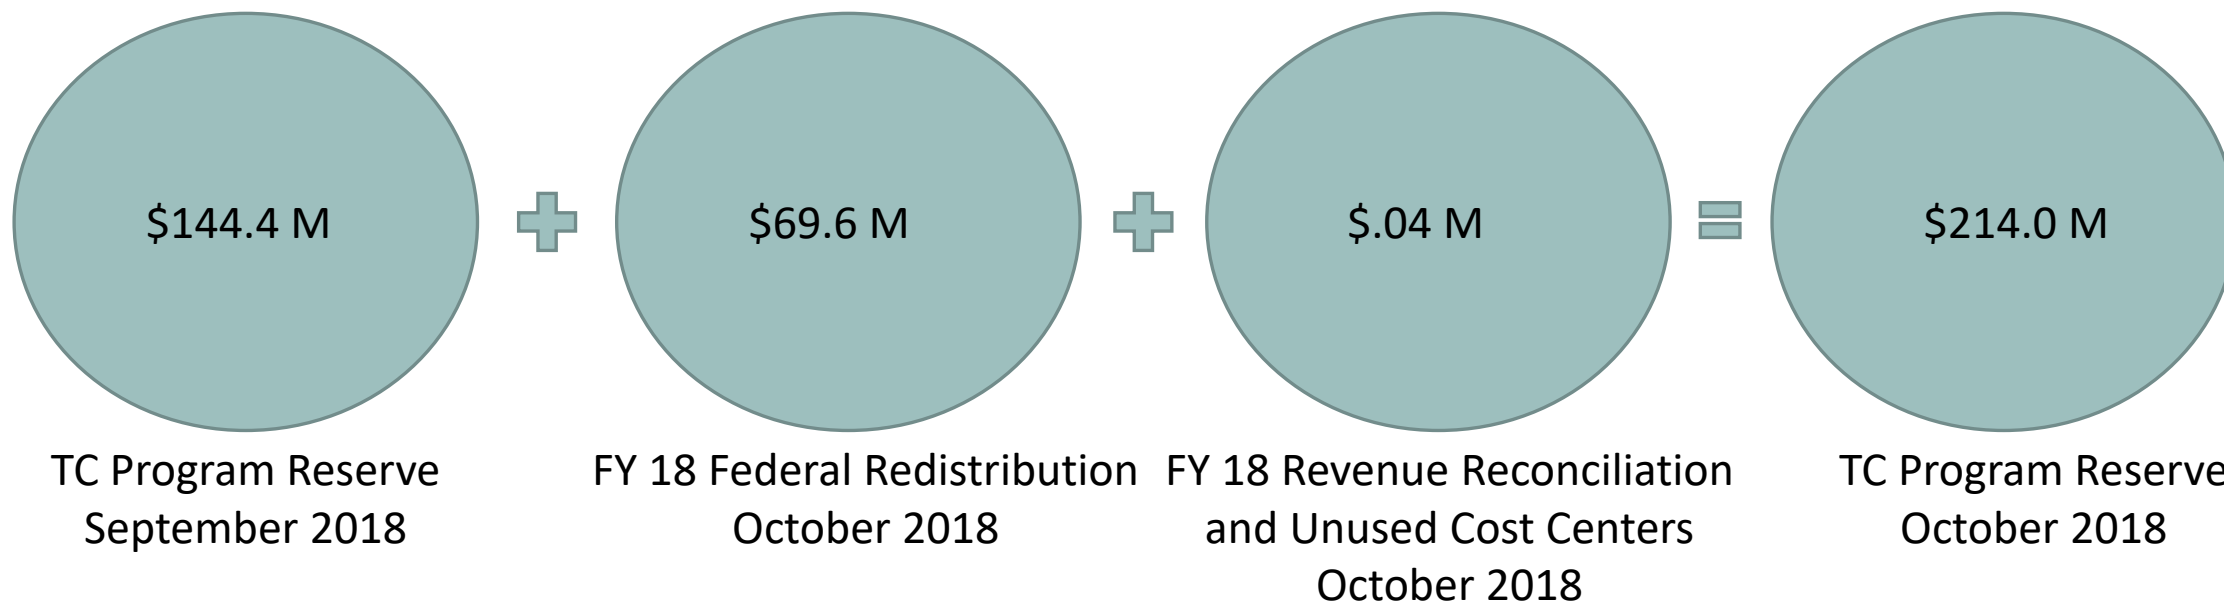 $144.4 M
$69.6 M
$.04 M
$214.0 M
TC Program Reserve
September 2018
FY 18 Federal Redistribution
October 2018
FY 18 Revenue Reconciliation
and Unused Cost Centers
October 2018
TC Program Reserve
October 2018